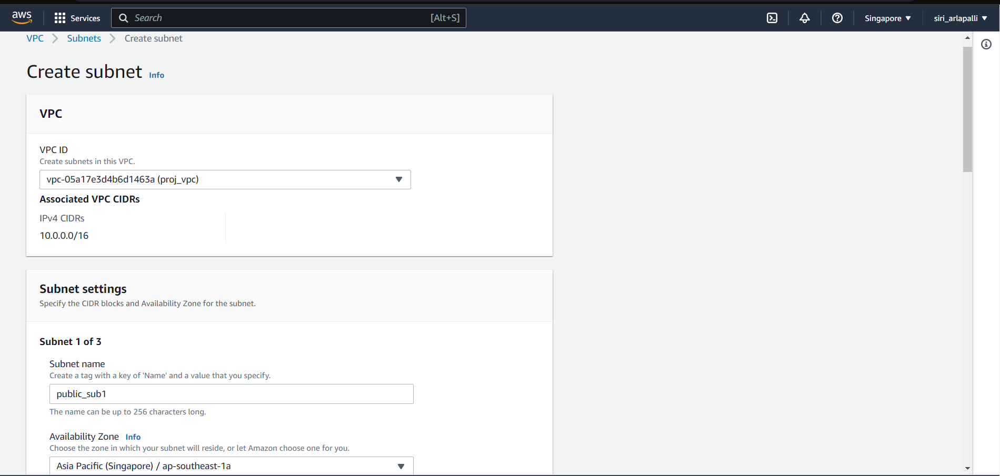 aws Services Search [Alt+S] Singapore siri_arlapalli
VPC Subnets Create subnet
Create subnet Info
VPC
VPC ID
Create subnets in this VPC.
vpc-05a17e3d4b6d1463a (proj_vpc)
Associated VPC CIDRs
IPv4 CIDRs
10.0.0.0/16
Subnet settings
Specify the CIDR blocks and Availability Zone for the subnet.
Subnet 1 of 3
Subnet name
Create a tag with a key of 'Name' and a value that you specify.
public_sub1
The name can be up to 256 characters long.
Availability Zone Info
Choose the zone in which your subnet will reside, or let Amazon choose one for you.
Asia Pacific (Singapore) / ap-southeast-1a